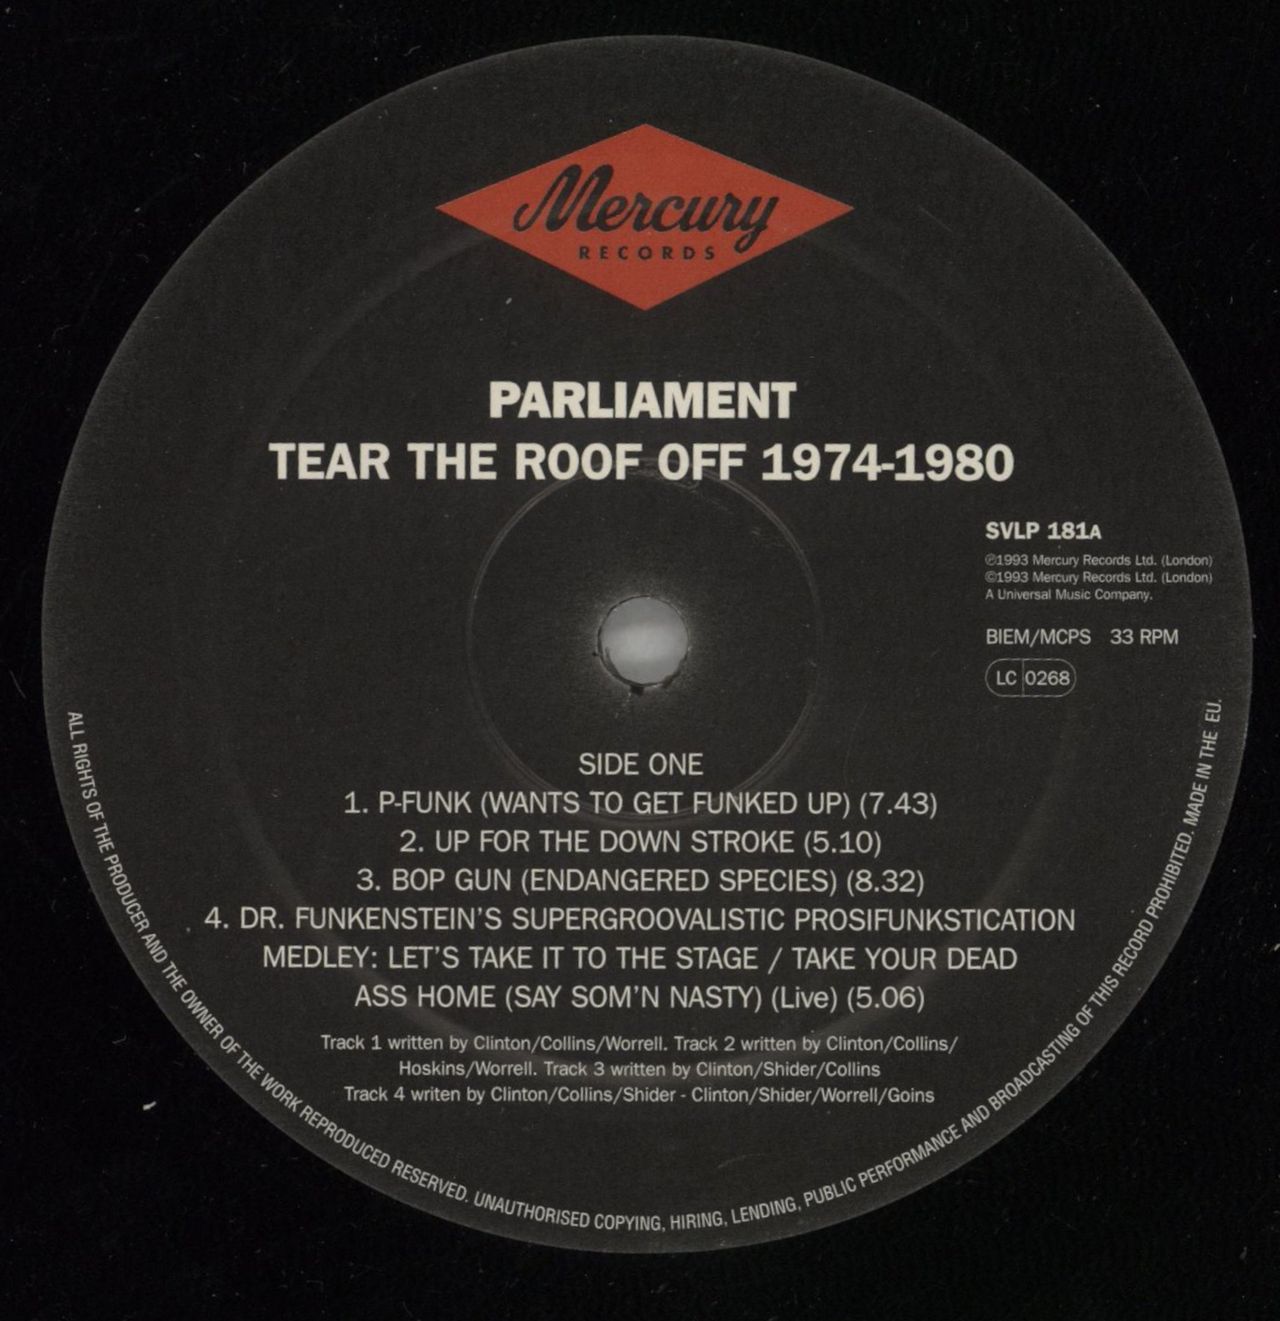 Mercury
RECORDS
PARLIAMENT
TEAR THE ROOF OFF 1974-1980
SVLP 181A
℗1993 Mercury Records Ltd. (London)
©1993 Mercury Records Ltd. (London)
A Universal Music Company.
BIEM/MCPS 33 RPM
LC 0268
SIDE ONE
1. P-FUNK (WANTS TO GET FUNKED UP) (7.43)
2. UP FOR THE DOWN STROKE (5.10)
3. BOP GUN (ENDANGERED SPECIES) (8.32)
4. DR. FUNKENSTEIN'S SUPERGROOVALISTIC PROSIFUNKSTICATION
MEDLEY: LET'S TAKE IT TO THE STAGE / TAKE YOUR DEAD
ASS HOME (SAY SOM'N NASTY) (Live) (5.06)
Track 1 written by Clinton/Collins/Worrell. Track 2 written by Clinton/Collins/
Hoskins/Worrell. Track 3 written by Clinton/Shider/Collins
Track 4 writen by Clinton/Collins/Shider - Clinton/Shider/Worrell/Goins
ALL RIGHTS OF THE PRODUCER AND THE OWNER OF THE WORK REPRODUCED RESERVED. UNAUTHORISED COPYING, HIRING, LENDING, PUBLIC PERFORMANCE AND BROADCASTING OF THIS RECORD PROHIBITED. MADE IN THE EU.